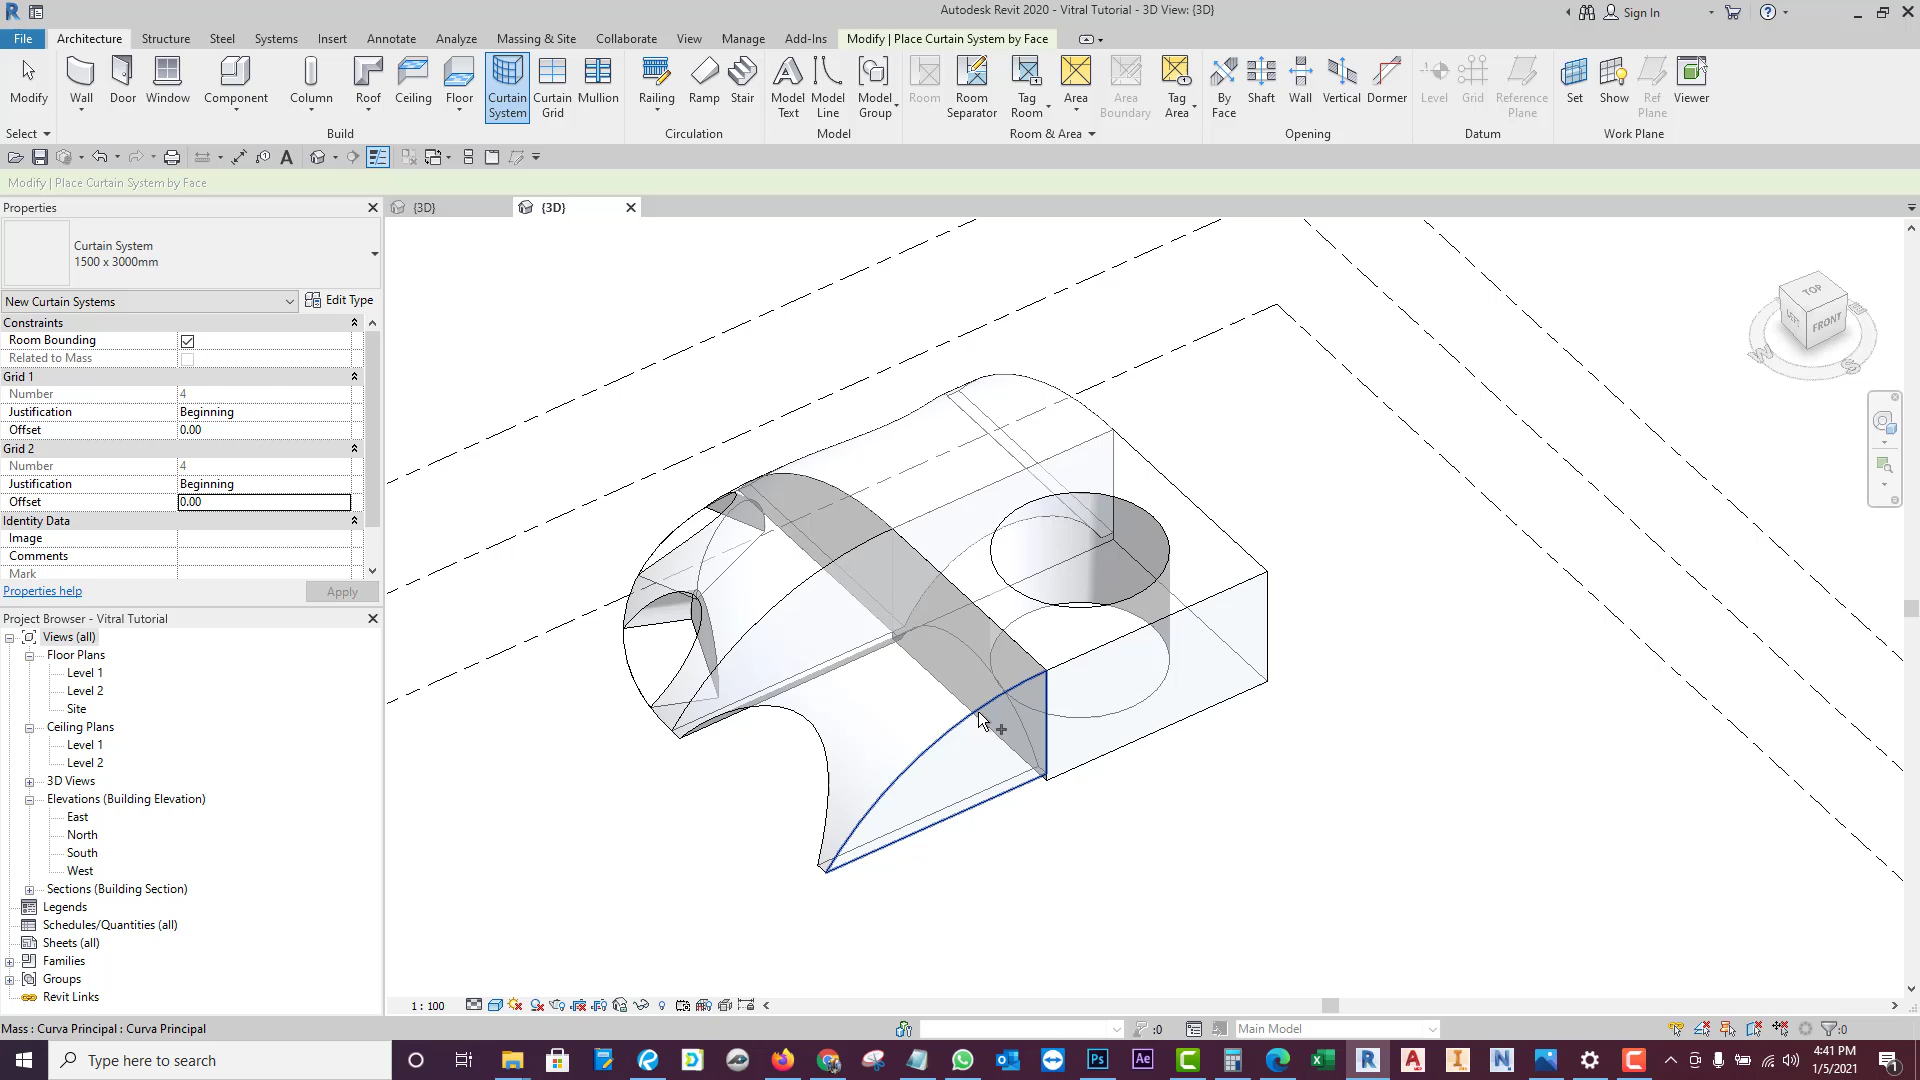 Autodesk Revit 2020 - Vitral Tutorial - 3D View: {3D}
Sign In
File Architecture Structure Steel Systems Insert Annotate Analyze Massing & Site Collaborate View Manage Add-Ins Modify | Place Curtain System by Face
Modify Wall Door Window Component Column Roof Ceiling Floor Curtain System Curtain Grid Mullion Railing Ramp Stair Model Text Model Line Model Group Room Room Separator Tag Room Area Area Boundary Tag Area By Face Shaft Wall Vertical Dormer Level Grid Reference Plane Set Show Ref Plane Viewer
Select Build Circulation Model Room & Area Opening Datum Work Plane
Modify | Place Curtain System by Face
Properties
{3D} {3D}
Curtain System
1500 x 3000mm
New Curtain Systems Edit Type
Constraints
Room Bounding
Related to Mass
Grid 1
Number 4
Justification Beginning
Offset 0.00
Grid 2
Number 4
Justification Beginning
Offset 0.00
Identity Data
Image
Comments
Mark
Properties help Apply
TOP
LEFT FRONT
W S
Project Browser - Vitral Tutorial
Views (all)
Floor Plans
Level 1
Level 2
Site
Ceiling Plans
Level 1
Level 2
3D Views
Elevations (Building Elevation)
East
North
South
West
Sections (Building Section)
Legends
Schedules/Quantities (all)
Sheets (all)
Families
Groups
Revit Links
1 : 100
Mass : Curva Principal : Curva Principal
:0
Main Model
:0
Type here to search
4:41 PM
1/5/2021